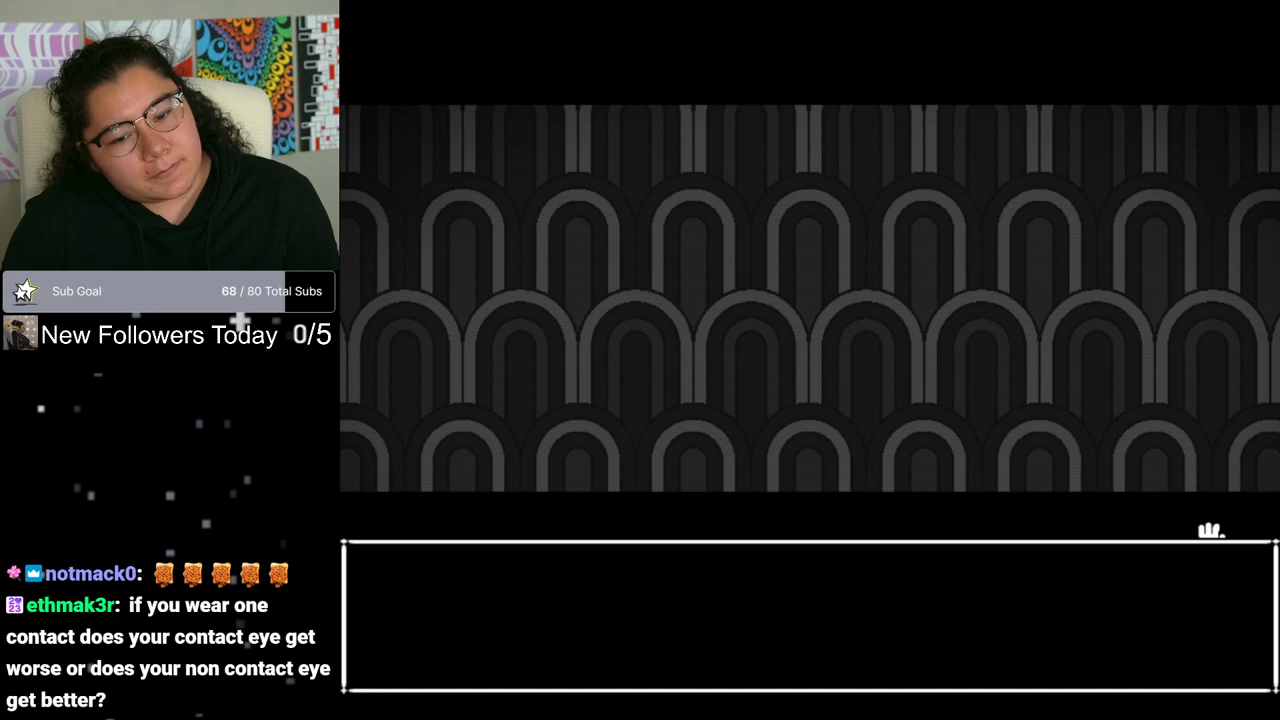 Sub Goal 68 / 80 Total Subs
New Followers Today 0/5
notmack0:
ethmak3r: if you wear one
contact does your contact eye get
worse or does your non contact eye
get better?